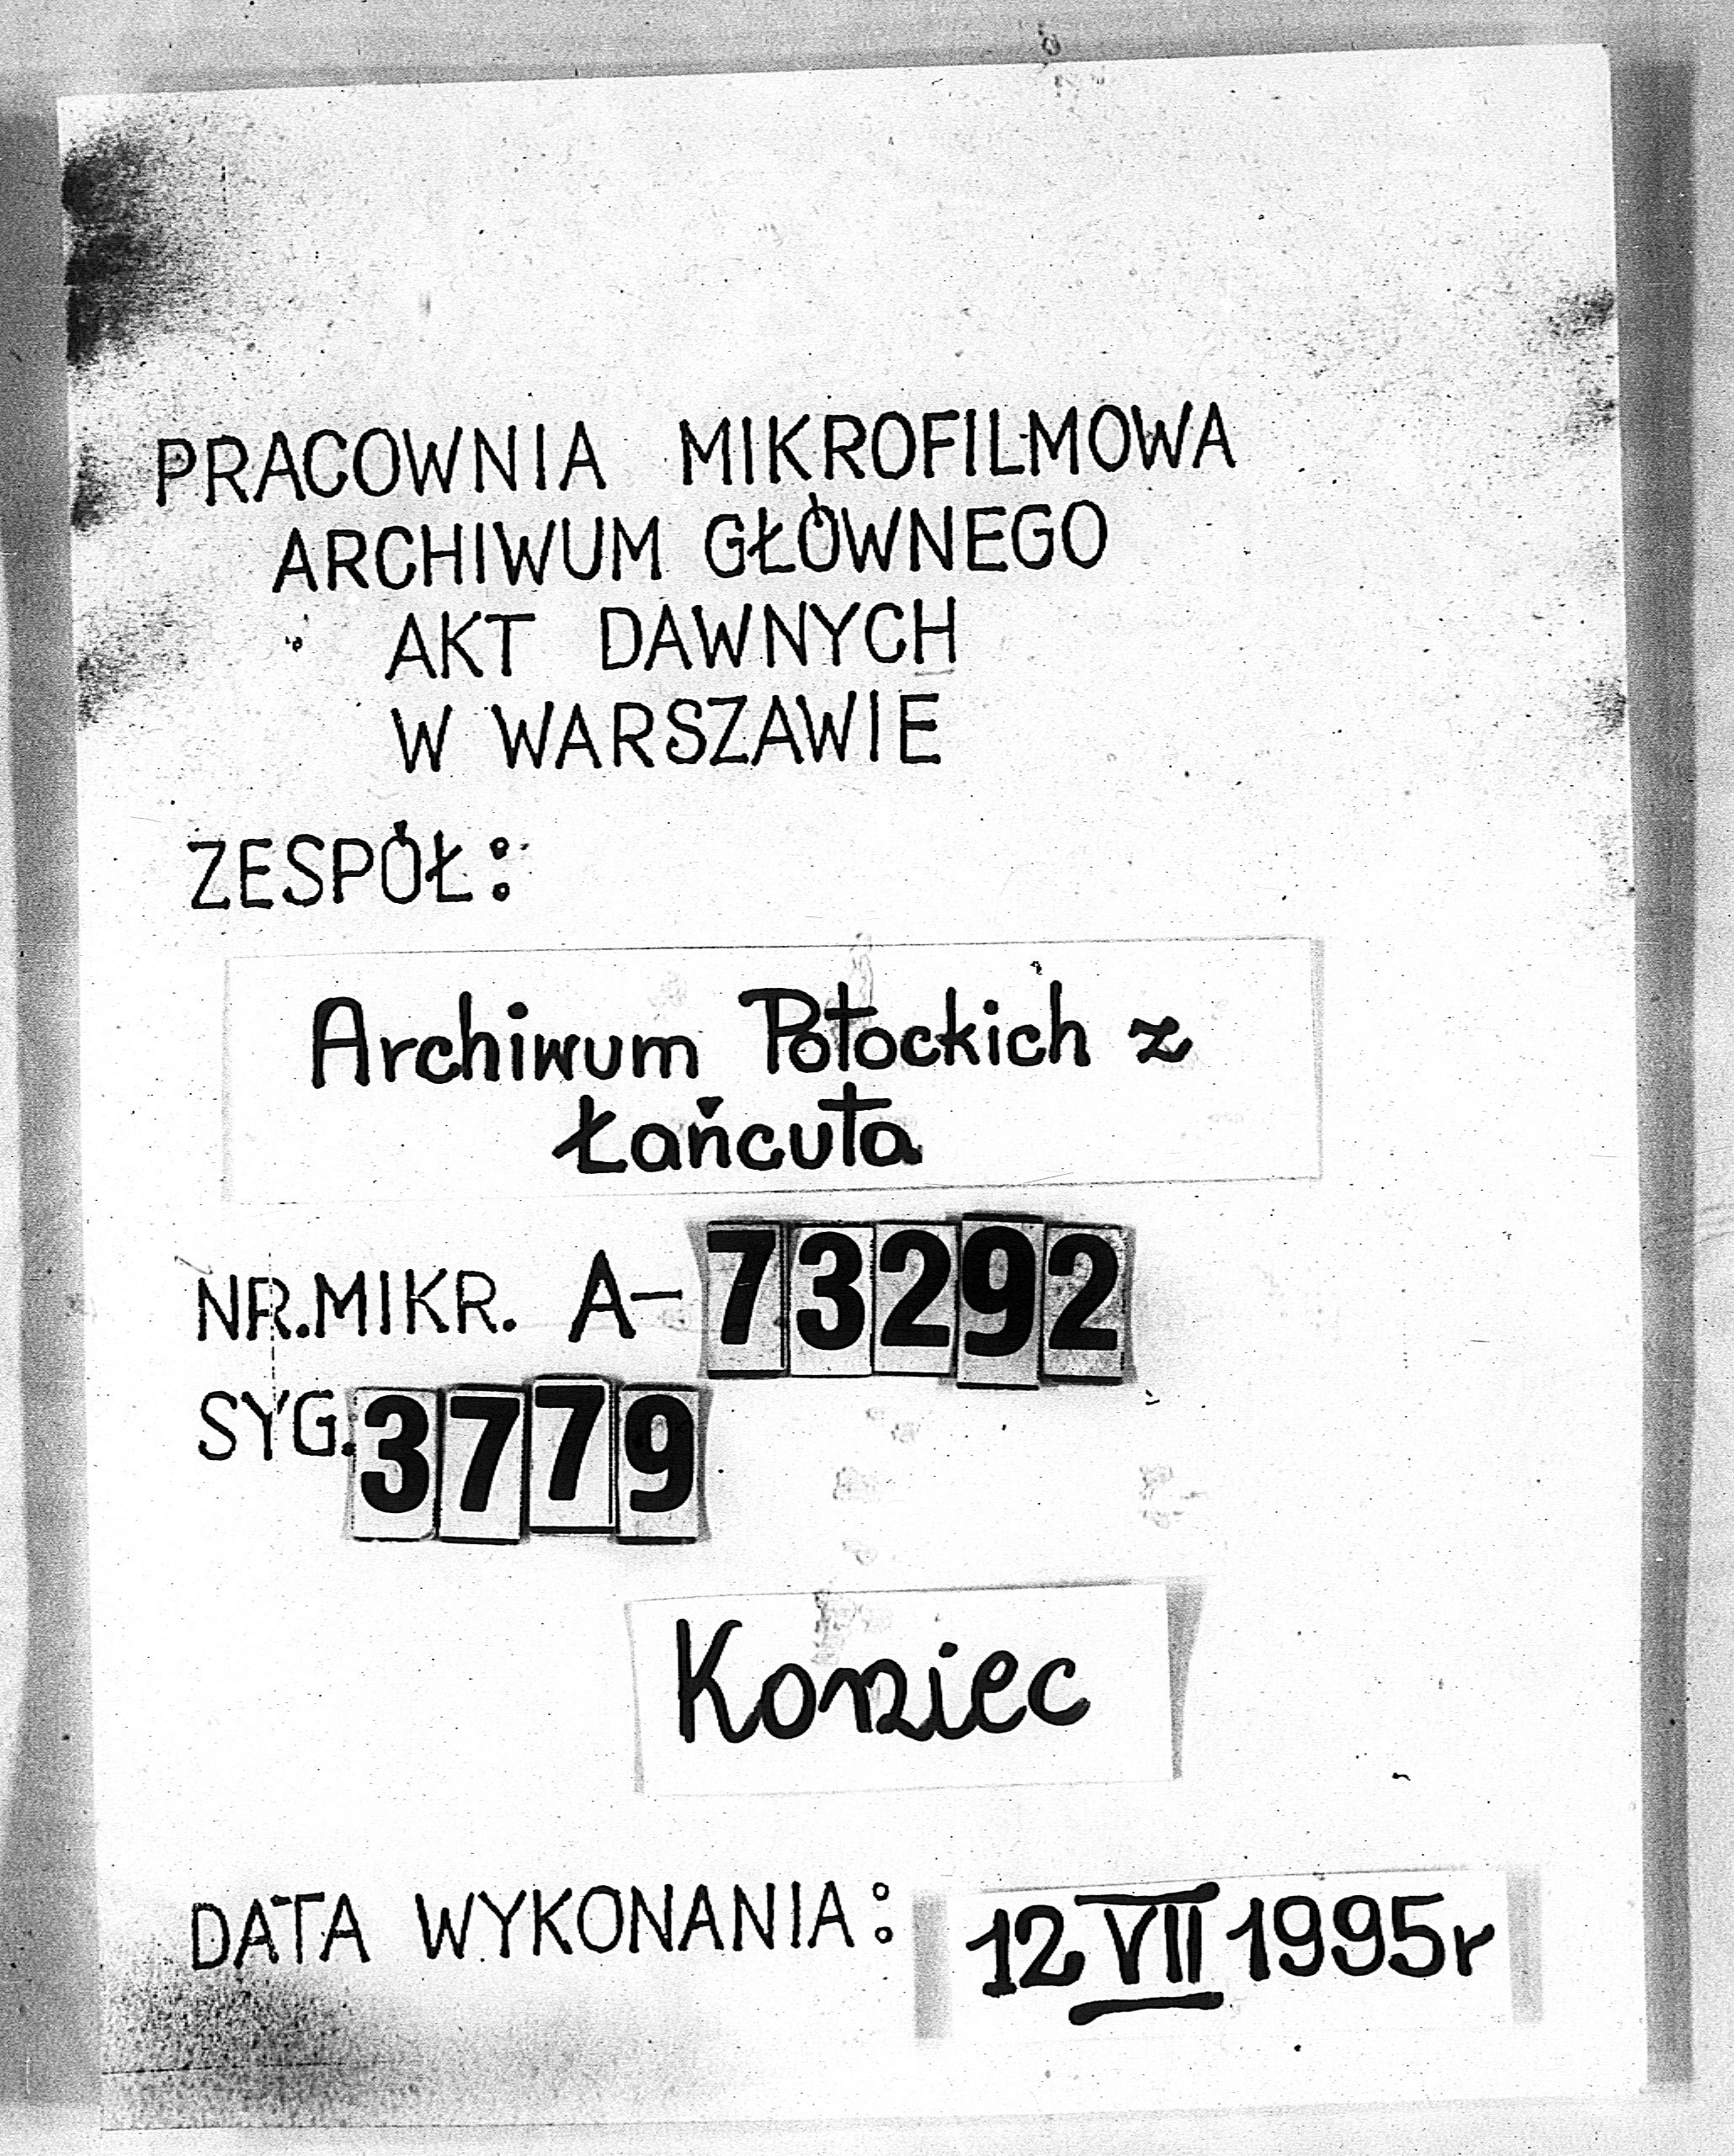 PRACOWNIA MIKROFILMOWA
ARCHIWUM GŁÓWNEGO
AKT DAWNYCH
W WARSZAWIE
ZESPÓŁ:
Archiwum Potockich z
Łańcuta
NR.MIKR. A-73292
SYG.3779
Koniec
DATA WYKONANIA: 12 VII 1995r